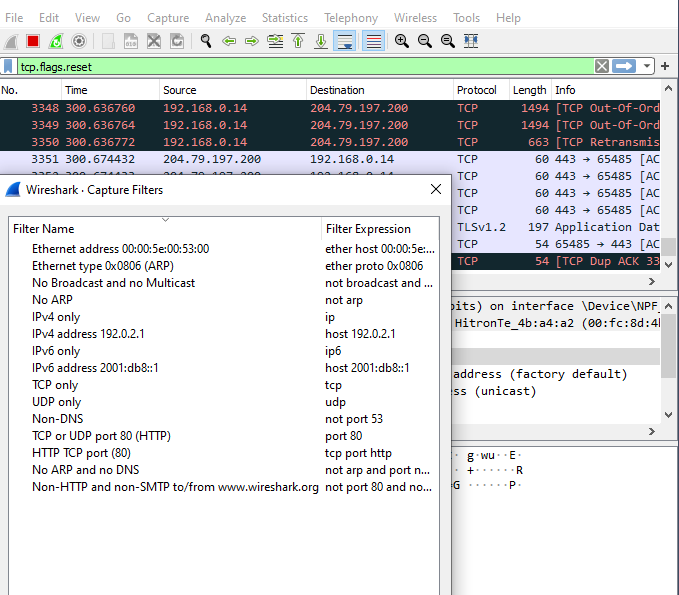 File Edit View Go Capture Analyze Statistics Telephony Wireless Tools Help
tcp.flags.reset
No. Time Source Destination Protocol Length Info
3348 300.636760 192.168.0.14 204.79.197.200 TCP 1494 [TCP Out-Of-Ord
3349 300.636764 192.168.0.14 204.79.197.200 TCP 1494 [TCP Out-Of-Ord
3350 300.636772 192.168.0.14 204.79.197.200 TCP 663 [TCP Retransmis
3351 300.674432 204.79.197.200 192.168.0.14 TCP 60 443 → 65485 [AC
TCP 60 443 → 65485 [AC
TCP 60 443 → 65485 [AC
TCP 60 443 → 65485 [AC
TLSv1.2 197 Application Dat
TCP 54 65485 → 443 [AC
TCP 54 [TCP Dup ACK 33
Wireshark · Capture Filters
Filter Name Filter Expression
Ethernet address 00:00:5e:00:53:00 ether host 00:00:5e:...
Ethernet type 0x0806 (ARP) ether proto 0x0806
No Broadcast and no Multicast not broadcast and ...
No ARP not arp
IPv4 only ip
IPv4 address 192.0.2.1 host 192.0.2.1
IPv6 only ip6
IPv6 address 2001:db8::1 host 2001:db8::1
TCP only tcp
UDP only udp
Non-DNS not port 53
TCP or UDP port 80 (HTTP) port 80
HTTP TCP port (80) tcp port http
No ARP and no DNS not arp and port n...
Non-HTTP and non-SMTP to/from www.wireshark.org not port 80 and no...
bits) on interface \Device\NPF_
HitronTe_4b:a4:a2 (00:fc:8d:4
address (factory default)
ss (unicast)
· g·wu··E·
· +······R
G ······P·